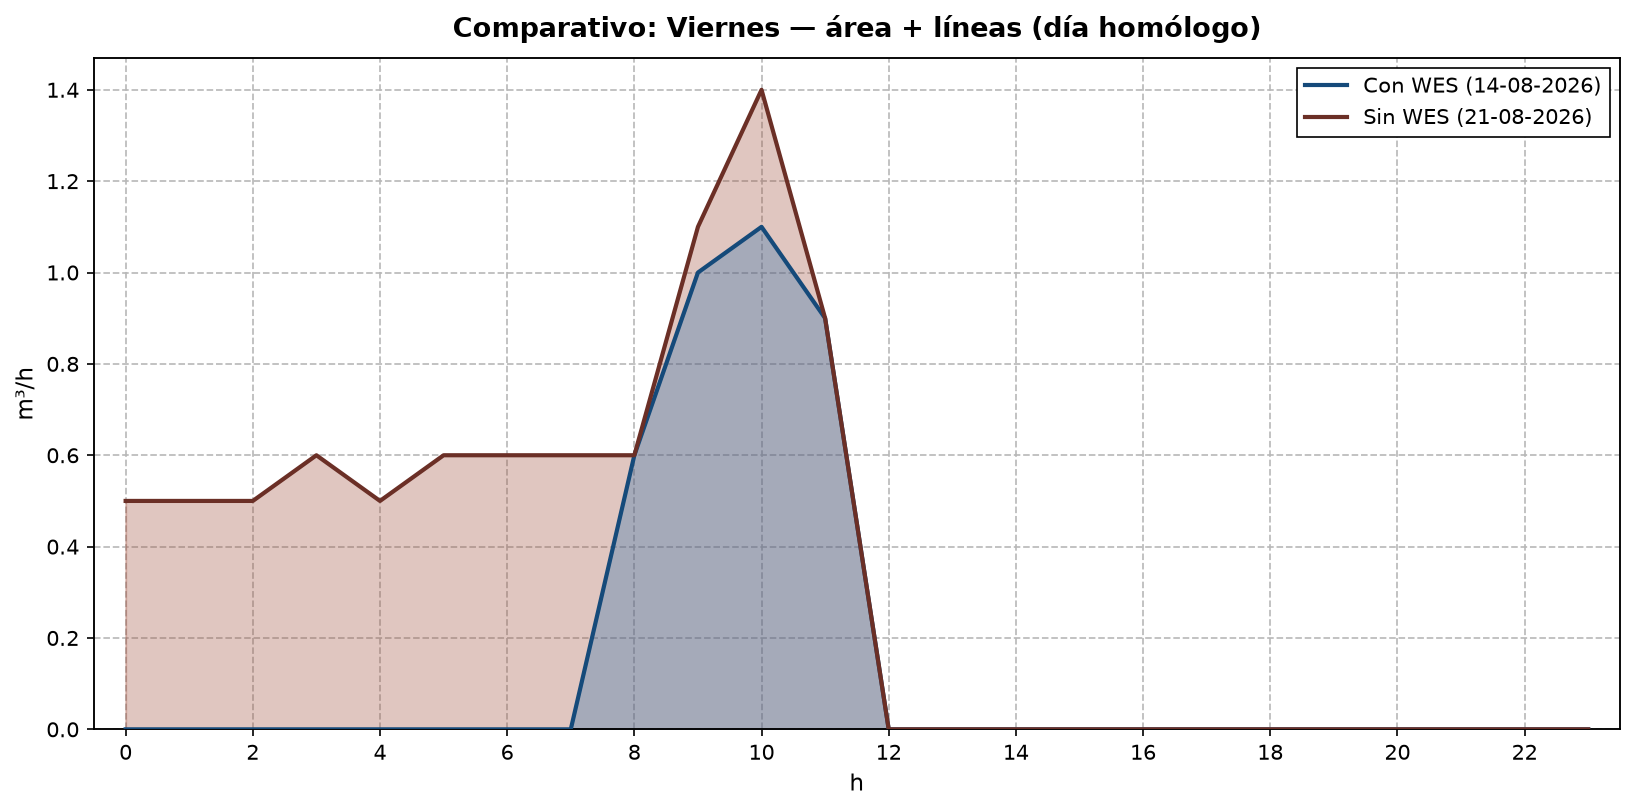 Comparativo: Viernes — área + líneas (día homólogo)
Con WES (14-08-2026)
Sin WES (21-08-2026)
1.4
1.2
1.0
0.8
0.6
0.4
0.2
0.0
m³/h
0 2 4 6 8 10 12 14 16 18 20 22
h